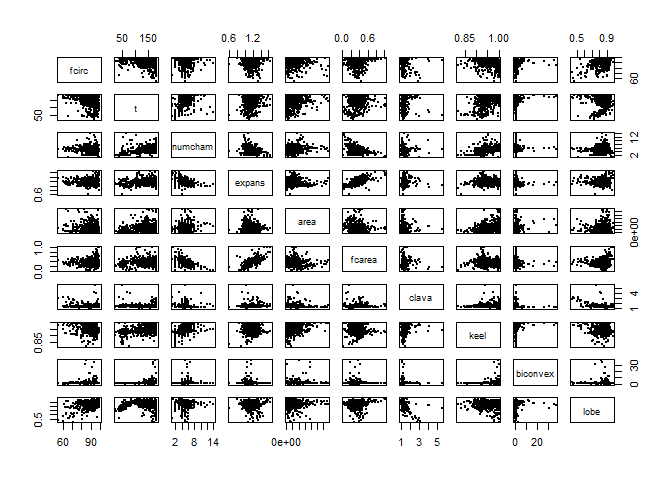 50 150 0.6 1.2 0.0 0.6 0.85 1.00 0.5 0.9
fcirc 60
50 t
numcham 2 12
0.6 expans
area 0e+00
0.0 1.0 fcarea
clava 1 4
0.85 keel
biconvex 0 30
0.5 lobe
60 90 2 8 14 0e+00 1 3 5 0 20